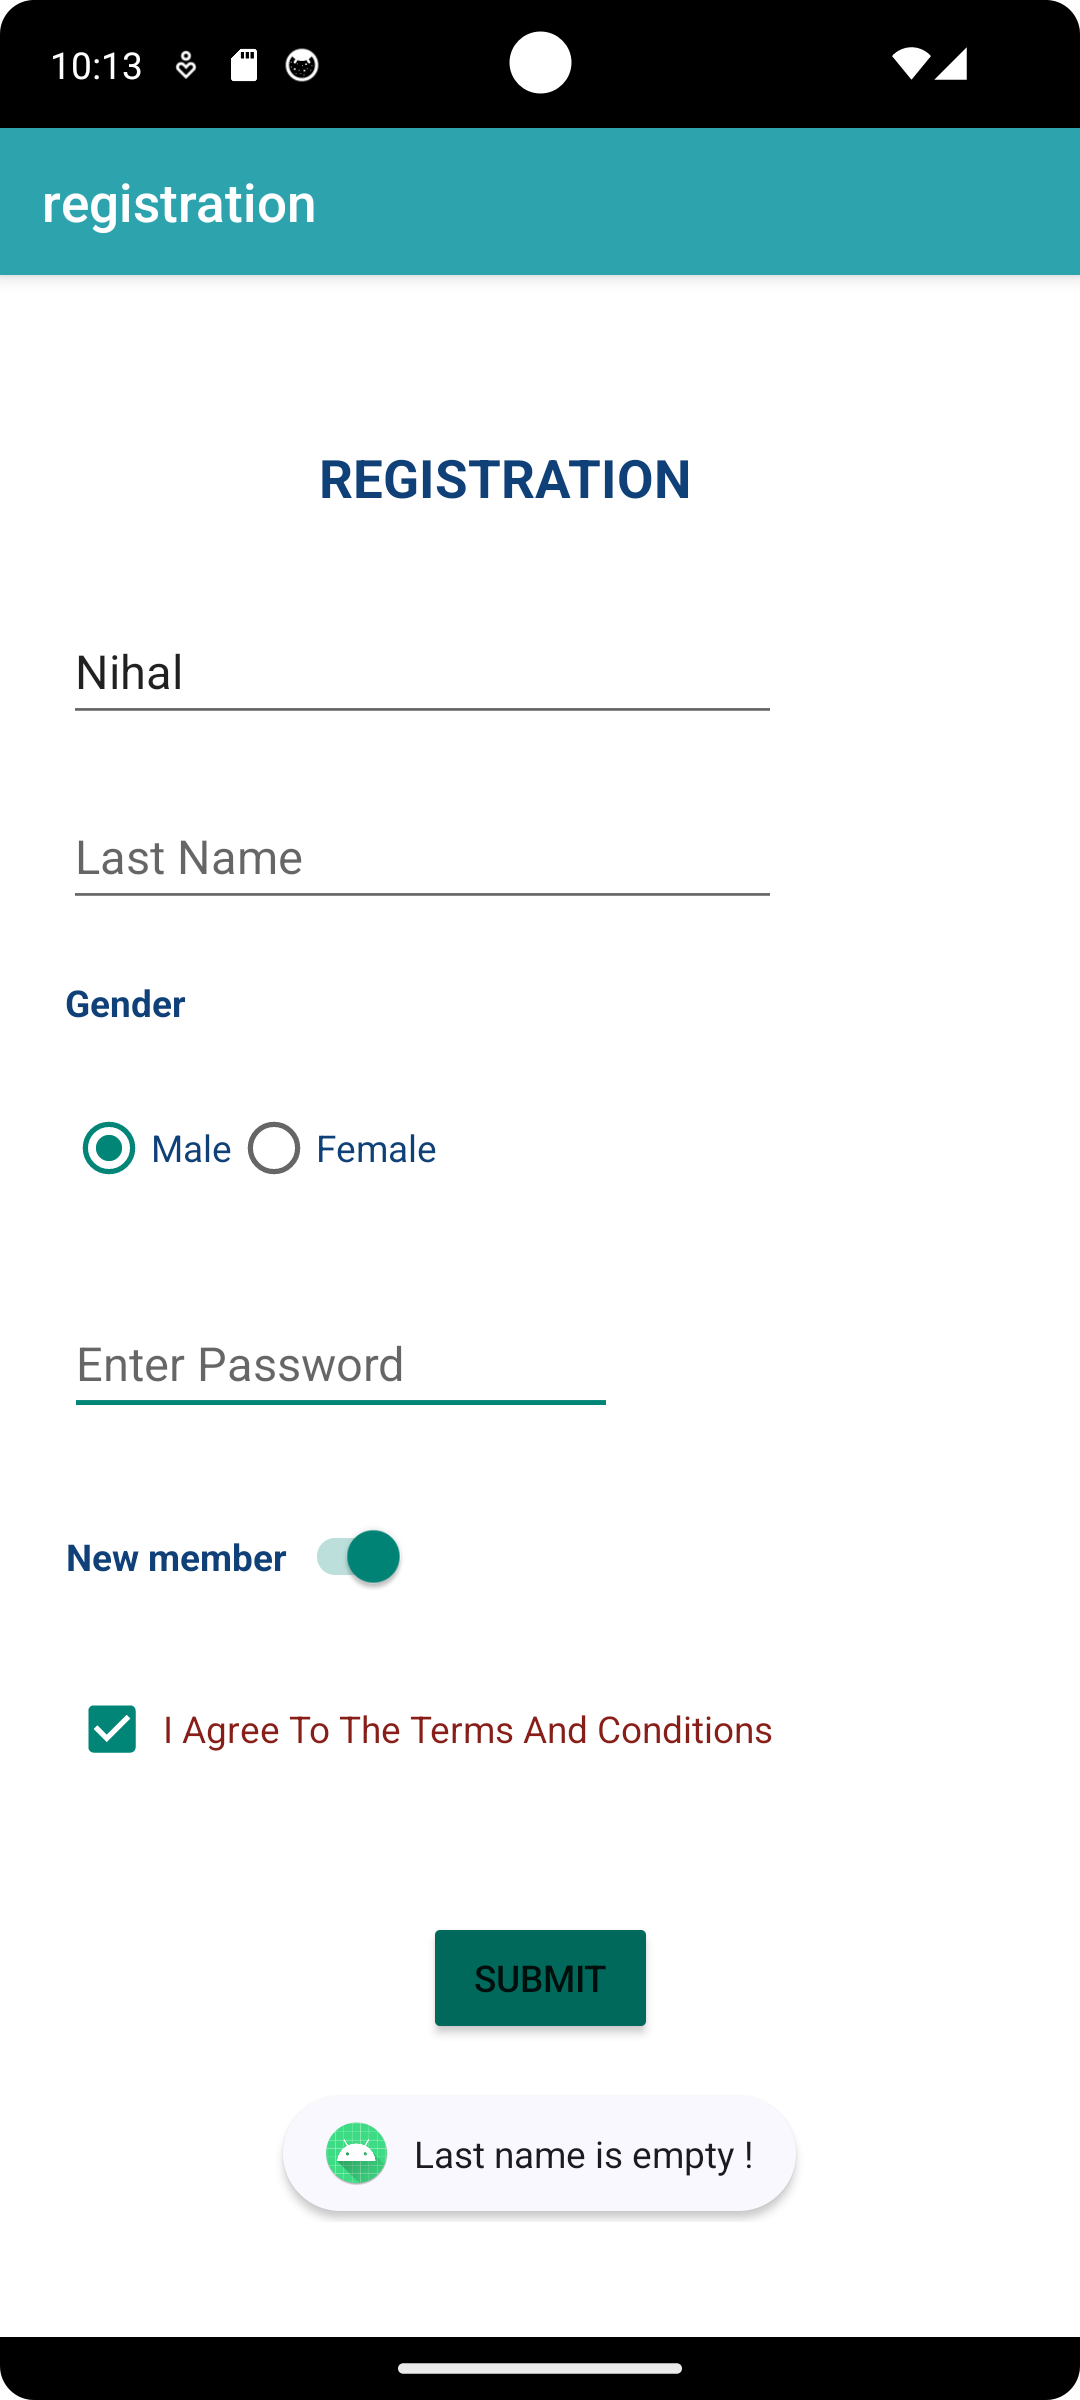 10:13
registration
REGISTRATION
Nihal
Last Name
Gender
Male Female
Enter Password
New member
I Agree To The Terms And Conditions
SUBMIT
Last name is empty !